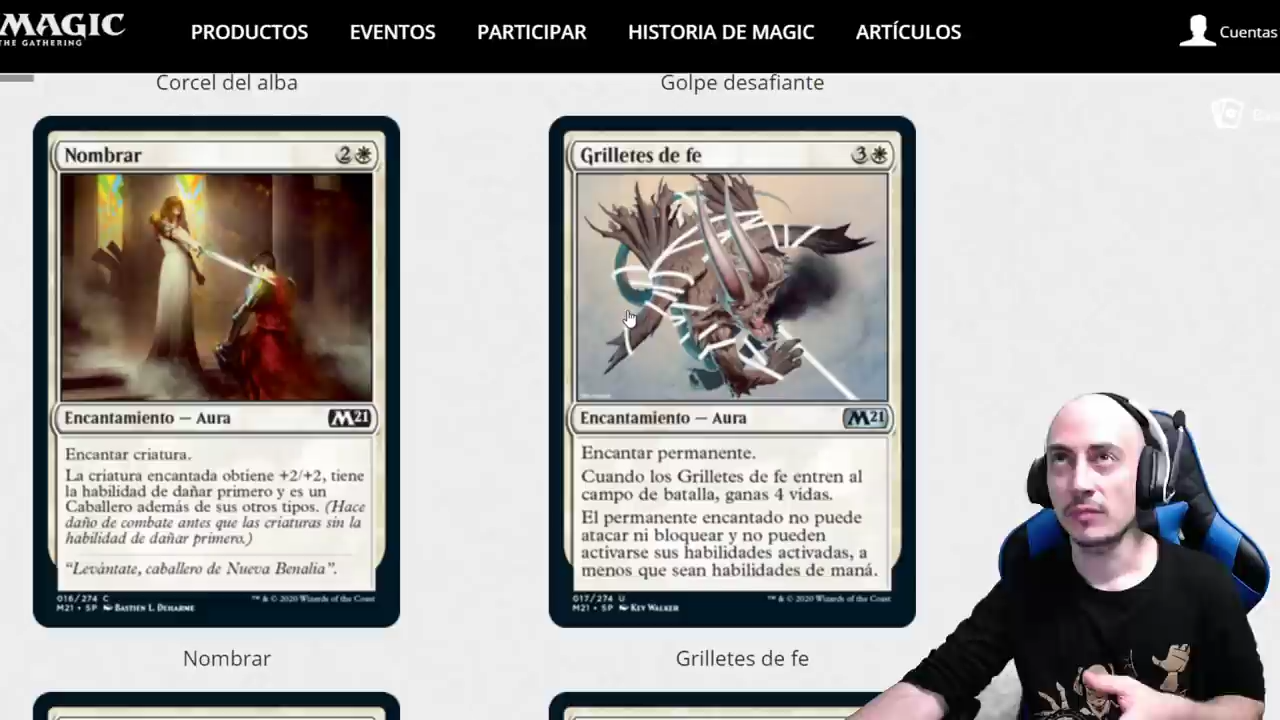 MAGIC
THE GATHERING
PRODUCTOS
EVENTOS
PARTICIPAR
HISTORIA DE MAGIC
ARTÍCULOS
Cuentas
Corcel del alba
Golpe desafiante
Nombrar 2
Encantamiento — Aura M21
Encantar criatura.
La criatura encantada obtiene +2/+2, tiene
la habilidad de dañar primero y es un
Caballero además de sus otros tipos. (Hace
daño de combate antes que las criaturas sin la
habilidad de dañar primero.)
“Levántate, caballero de Nueva Benalia”.
016/274 C
M21 • SP Bastien L. Deharme
™ & © 2020 Wizards of the Coast
Nombrar
Grilletes de fe 3
Encantamiento — Aura M21
Encantar permanente.
Cuando los Grilletes de fe entren al
campo de batalla, ganas 4 vidas.
El permanente encantado no puede
atacar ni bloquear y no pueden
activarse sus habilidades activadas, a
menos que sean habilidades de maná.
017/274 U
M21 • SP Kev Walker
™ & © 2020 Wizards of the Coast
Grilletes de fe